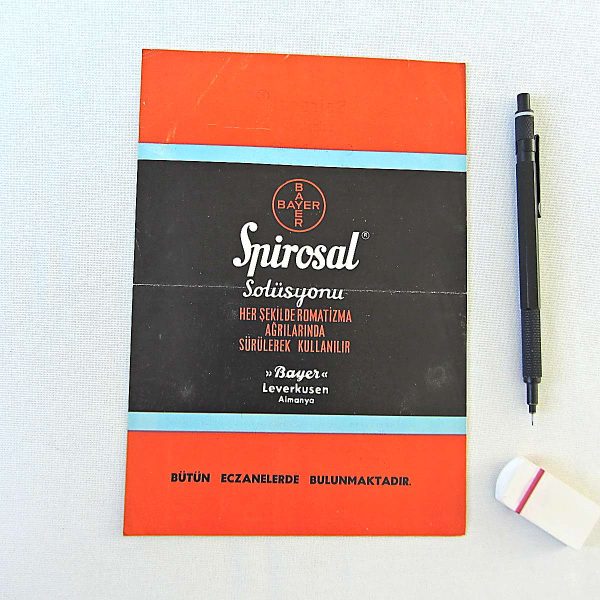 BAYER
BAYER
Spirosal®
Solüsyonu
HER ŞEKİLDE ROMATİZMA
AĞRILARINDA
SÜRÜLEREK KULLANILIR
»Bayer«
Leverkusen
Almanya
BÜTÜN ECZANELERDE BULUNMAKTADIR.